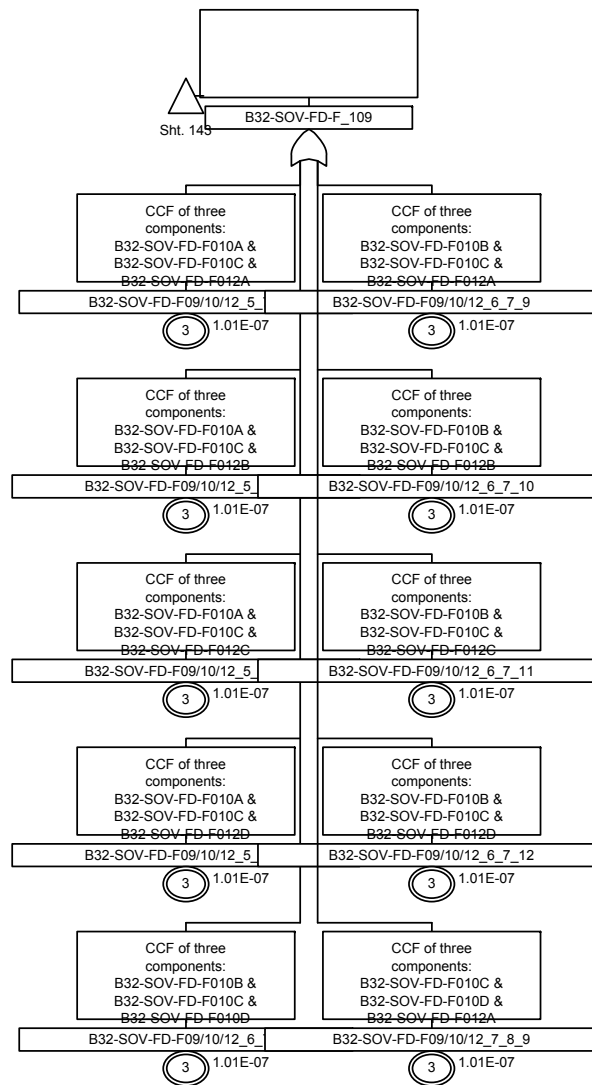 B32-SOV-FD-F_109
Sht. 143
CCF of three
components:
B32-SOV-FD-F010A &
B32-SOV-FD-F010C &
B32-SOV-FD-F012A
B32-SOV-FD-F09/10/12_5_
3
1.01E-07
CCF of three
components:
B32-SOV-FD-F010B &
B32-SOV-FD-F010C &
B32-SOV-FD-F012A
B32-SOV-FD-F09/10/12_6_7_9
3
1.01E-07
CCF of three
components:
B32-SOV-FD-F010A &
B32-SOV-FD-F010C &
B32-SOV-FD-F012B
B32-SOV-FD-F09/10/12_5_
3
1.01E-07
CCF of three
components:
B32-SOV-FD-F010B &
B32-SOV-FD-F010C &
B32-SOV-FD-F012B
B32-SOV-FD-F09/10/12_6_7_10
3
1.01E-07
CCF of three
components:
B32-SOV-FD-F010A &
B32-SOV-FD-F010C &
B32-SOV-FD-F012C
B32-SOV-FD-F09/10/12_5_
3
1.01E-07
CCF of three
components:
B32-SOV-FD-F010B &
B32-SOV-FD-F010C &
B32-SOV-FD-F012C
B32-SOV-FD-F09/10/12_6_7_11
3
1.01E-07
CCF of three
components:
B32-SOV-FD-F010A &
B32-SOV-FD-F010C &
B32-SOV-FD-F012D
B32-SOV-FD-F09/10/12_5_
3
1.01E-07
CCF of three
components:
B32-SOV-FD-F010B &
B32-SOV-FD-F010C &
B32-SOV-FD-F012D
B32-SOV-FD-F09/10/12_6_7_12
3
1.01E-07
CCF of three
components:
B32-SOV-FD-F010B &
B32-SOV-FD-F010C &
B32-SOV-FD-F010D
B32-SOV-FD-F09/10/12_6_
3
1.01E-07
CCF of three
components:
B32-SOV-FD-F010C &
B32-SOV-FD-F010D &
B32-SOV-FD-F012A
B32-SOV-FD-F09/10/12_7_8_9
3
1.01E-07